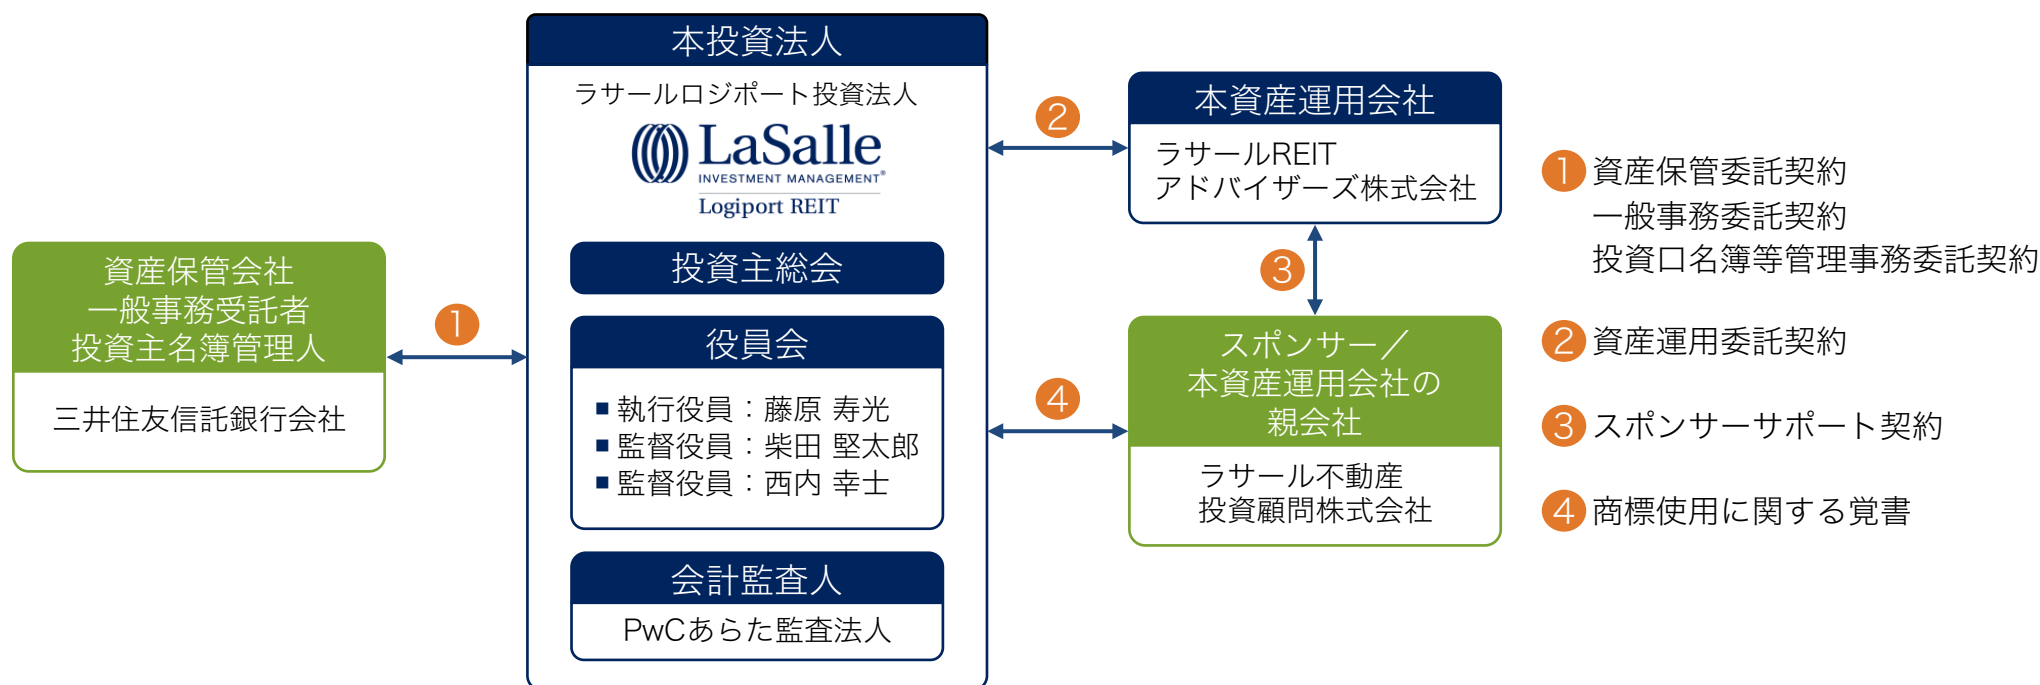 本投資法人
ラサールロジポート投資法人
LaSalle
INVESTMENT MANAGEMENT®
Logiport REIT
投資主総会
役員会
■ 執行役員：藤原 寿光
■ 監督役員：柴田 堅太郎
■ 監督役員：西内 幸士
会計監査人
PwCあらた監査法人
資産保管会社
一般事務受託者
投資主名簿管理人
三井住友信託銀行会社
1
2
本資産運用会社
ラサールREIT
アドバイザーズ株式会社
3
4
スポンサー／
本資産運用会社の
親会社
ラサール不動産
投資顧問株式会社
1 資産保管委託契約
一般事務委託契約
投資口名簿等管理事務委託契約
2 資産運用委託契約
3 スポンサーサポート契約
4 商標使用に関する覚書